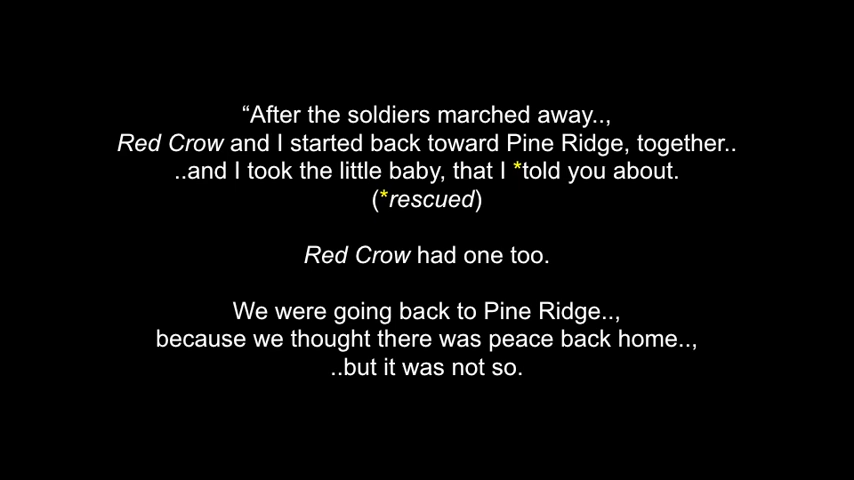 “After the soldiers marched away..,
Red Crow and I started back toward Pine Ridge, together..
..and I took the little baby, that I *told you about.
(*rescued)
Red Crow had one too.
We were going back to Pine Ridge..,
because we thought there was peace back home..,
..but it was not so.